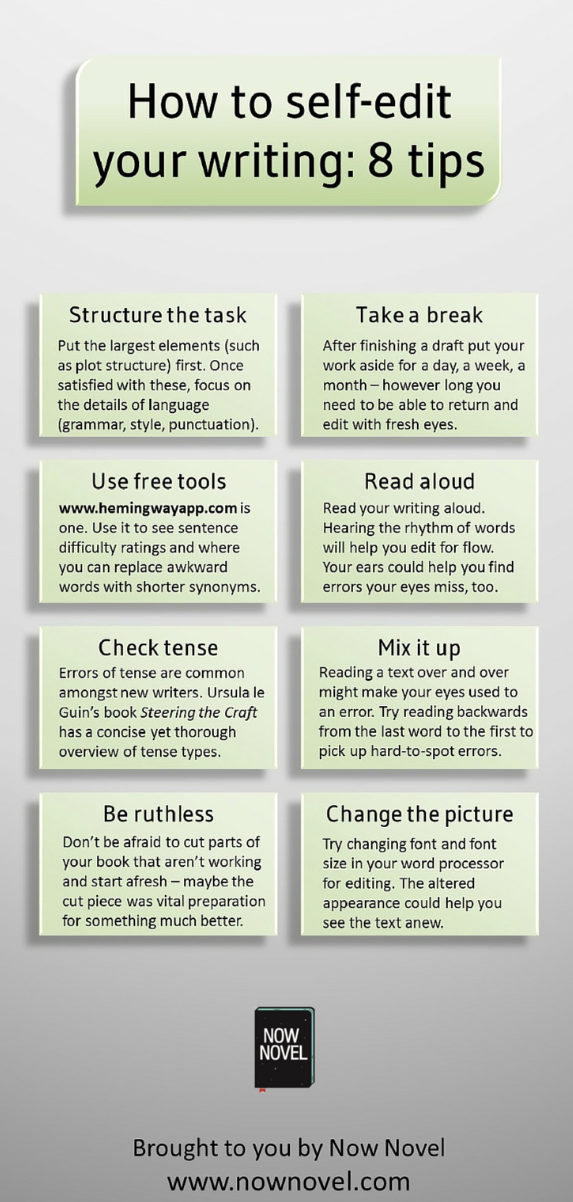 How to self-edit
your writing: 8 tips
Structure the task
Put the largest elements (such
as plot structure) first. Once
satisfied with these, focus on
the details of language
(grammar, style, punctuation).
Take a break
After finishing a draft put your
work aside for a day, a week, a
month – however long you
need to be able to return and
edit with fresh eyes.
Use free tools
www.hemingwayapp.com is
one. Use it to see sentence
difficulty ratings and where
you can replace awkward
words with shorter synonyms.
Read aloud
Read your writing aloud.
Hearing the rhythm of words
will help you edit for flow.
Your ears could help you find
errors your eyes miss, too.
Check tense
Errors of tense are common
amongst new writers. Ursula le
Guin's book Steering the Craft
has a concise yet thorough
overview of tense types.
Mix it up
Reading a text over and over
might make your eyes used to
an error. Try reading backwards
from the last word to the first to
pick up hard-to-spot errors.
Be ruthless
Don't be afraid to cut parts of
your book that aren't working
and start afresh – maybe the
cut piece was vital preparation
for something much better.
Change the picture
Try changing font and font
size in your word processor
for editing. The altered
appearance could help you
see the text anew.
NOW
NOVEL
Brought to you by Now Novel
www.nownovel.com